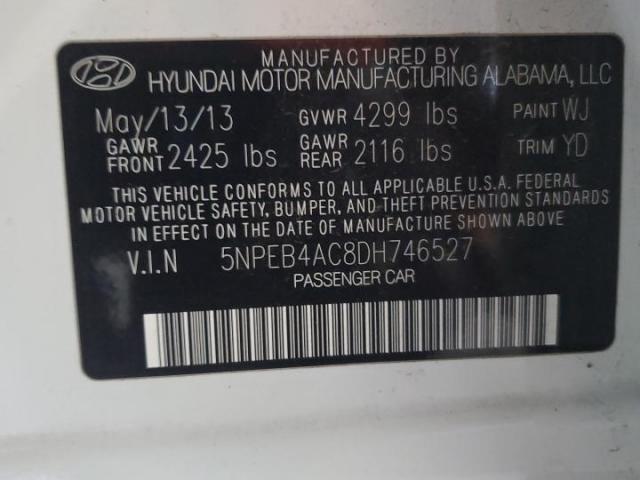 MANUFACTURED BY
HYUNDAI MOTOR MANUFACTURING ALABAMA, LLC
May/13/13 GVWR 4299 lbs PAINT WJ
GAWR FRONT 2425 lbs GAWR REAR 2116 lbs TRIM YD
THIS VEHICLE CONFORMS TO ALL APPLICABLE U.S.A. FEDERAL
MOTOR VEHICLE SAFETY, BUMPER, AND THEFT PREVENTION STANDARDS
IN EFFECT ON THE DATE OF MANUFACTURE SHOWN ABOVE.
V.I.N 5NPEB4AC8DH746527
PASSENGER CAR